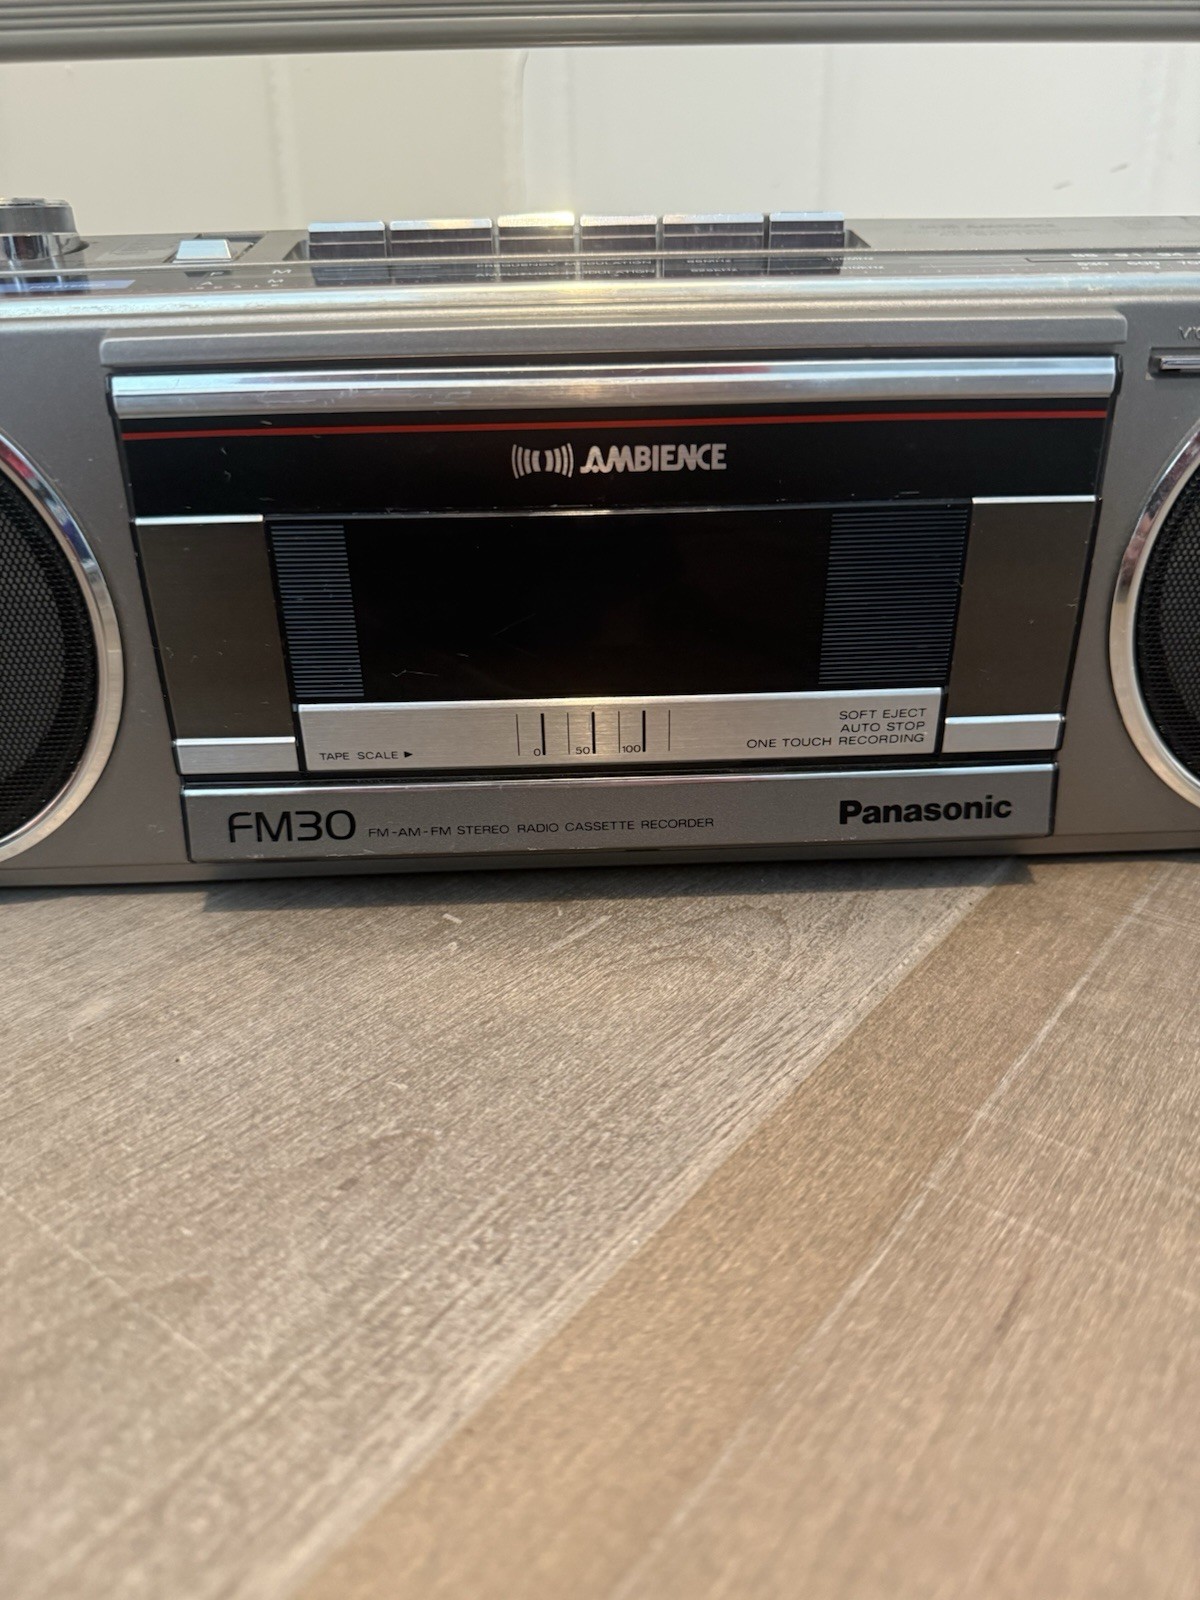 AMBIENCE
TAPE SCALE ▶
0 50 100
SOFT EJECT
AUTO STOP
ONE TOUCH RECORDING
FM30 FM-AM-FM STEREO RADIO CASSETTE RECORDER
Panasonic